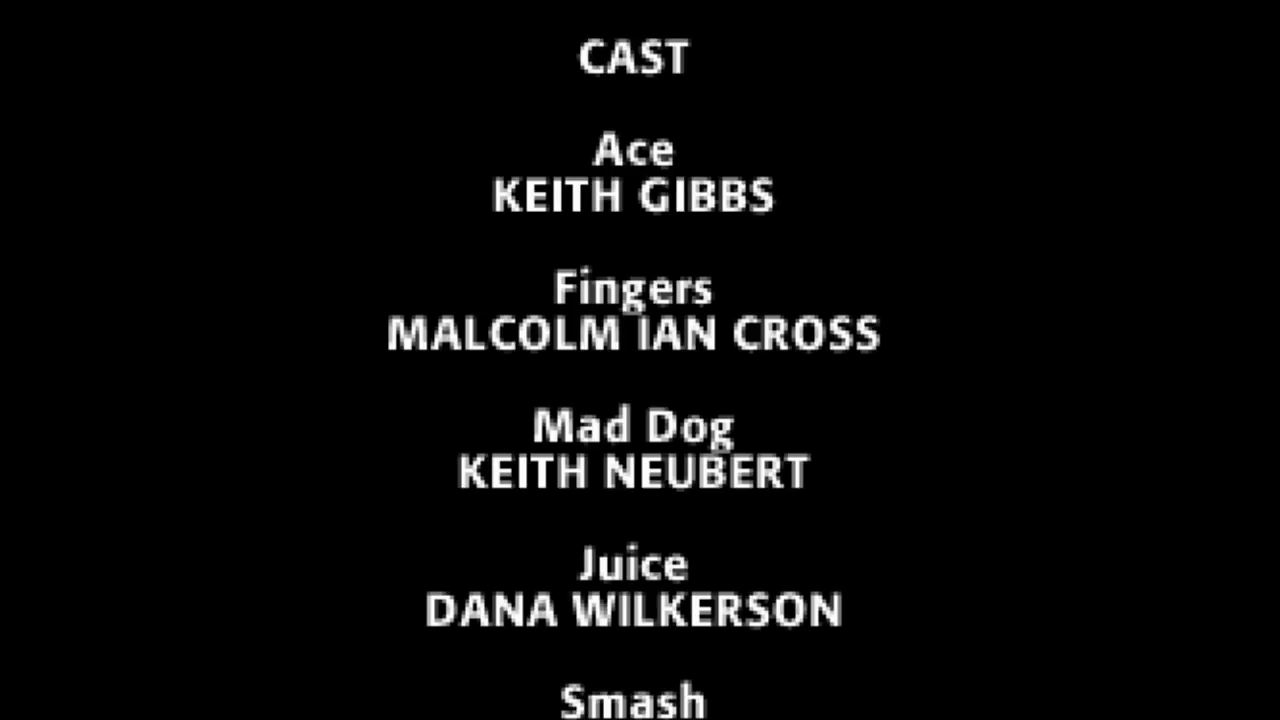 CAST
Ace
KEITH GIBBS
Fingers
MALCOLM IAN CROSS
Mad Dog
KEITH NEUBERT
Juice
DANA WILKERSON
Smash